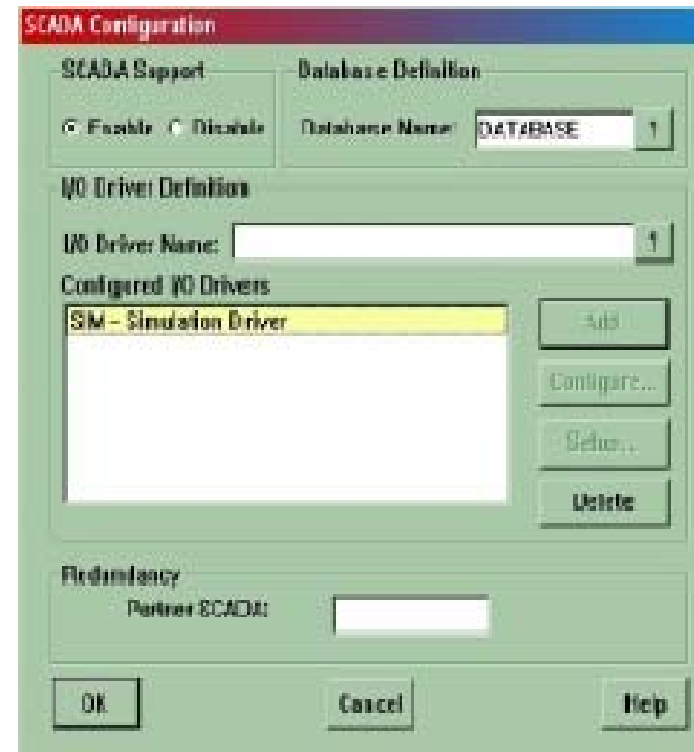 SCADA Configuration
SCADA Support
Database Definition
Enable Disable
Database Name: DATABASE ?
I/O Driver Definition
I/O Driver Name: ?
Configured I/O Drivers
SIM - Simulation Driver
Add
Configure...
Setup...
Delete
Redundancy
Partner SCADA:
OK Cancel Help